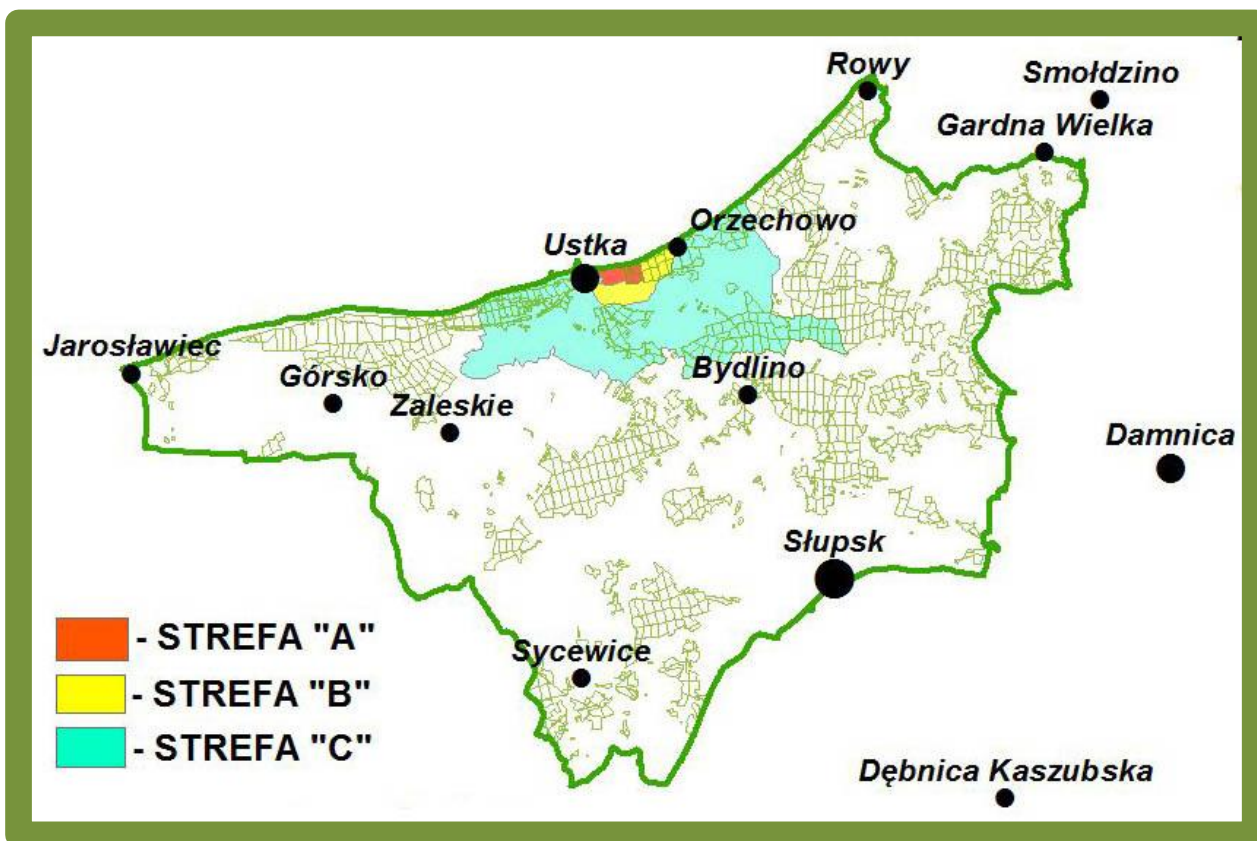 Rowy
Smołdzino
Gardna Wielka
Orzechowo
Ustka
Jarosławiec
Górsko
Bydlino
Zaleskie
Damnica
Słupsk
Sycewice
Dębnica Kaszubska
- STREFA "A"
- STREFA "B"
- STREFA "C"